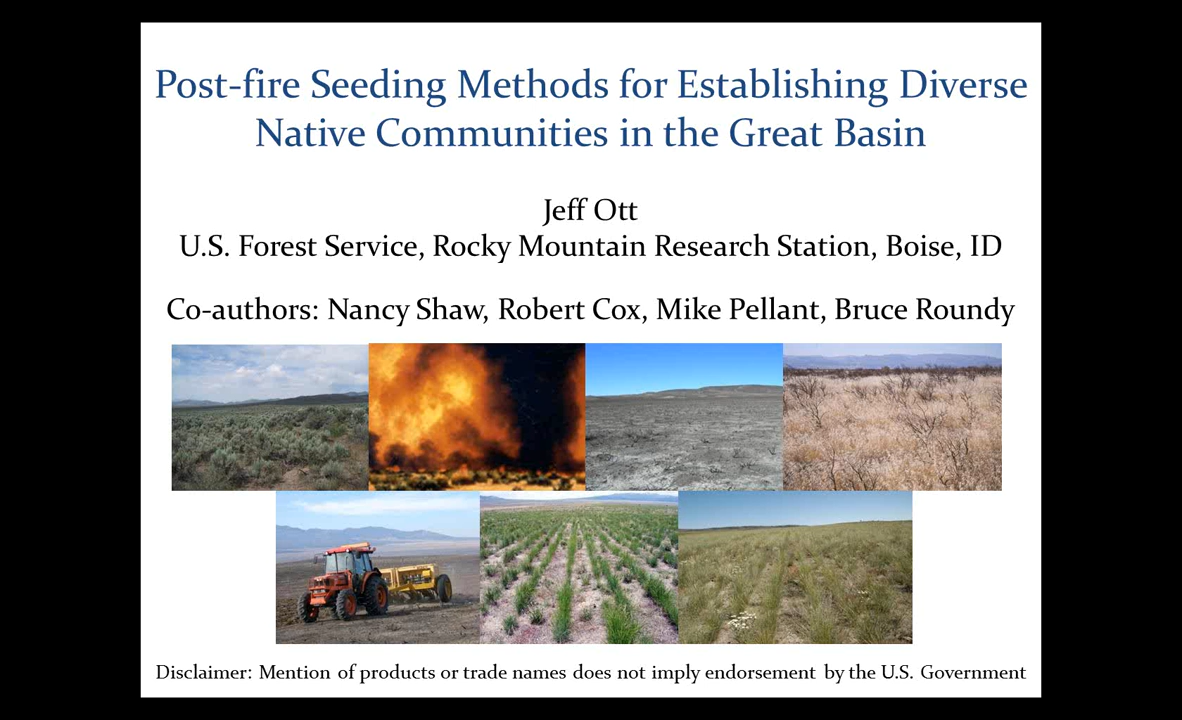 Post-fire Seeding Methods for Establishing Diverse
Native Communities in the Great Basin
Jeff Ott
U.S. Forest Service, Rocky Mountain Research Station, Boise, ID
Co-authors: Nancy Shaw, Robert Cox, Mike Pellant, Bruce Roundy
Disclaimer: Mention of products or trade names does not imply endorsement by the U.S. Government